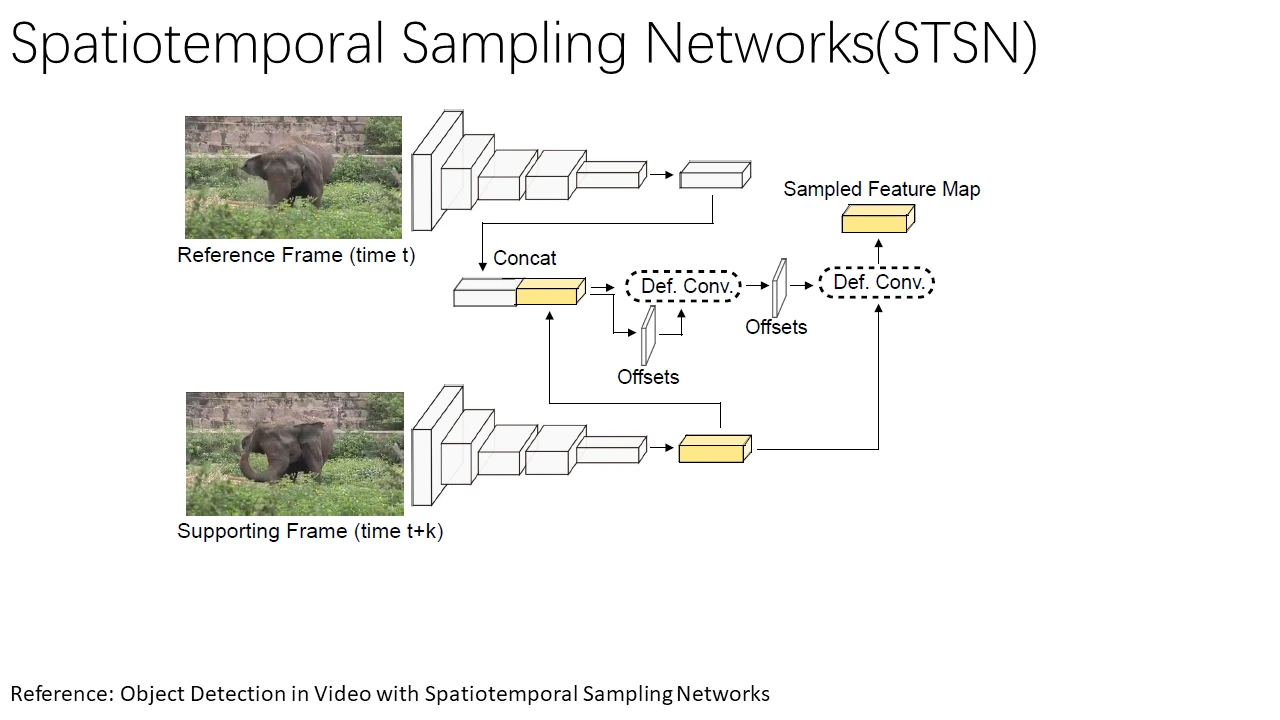 Spatiotemporal Sampling Networks(STSN)
Sampled Feature Map
Reference Frame (time t)
Concat
Def. Conv.
Def. Conv.
Offsets
Offsets
Supporting Frame (time t+k)
Reference: Object Detection in Video with Spatiotemporal Sampling Networks